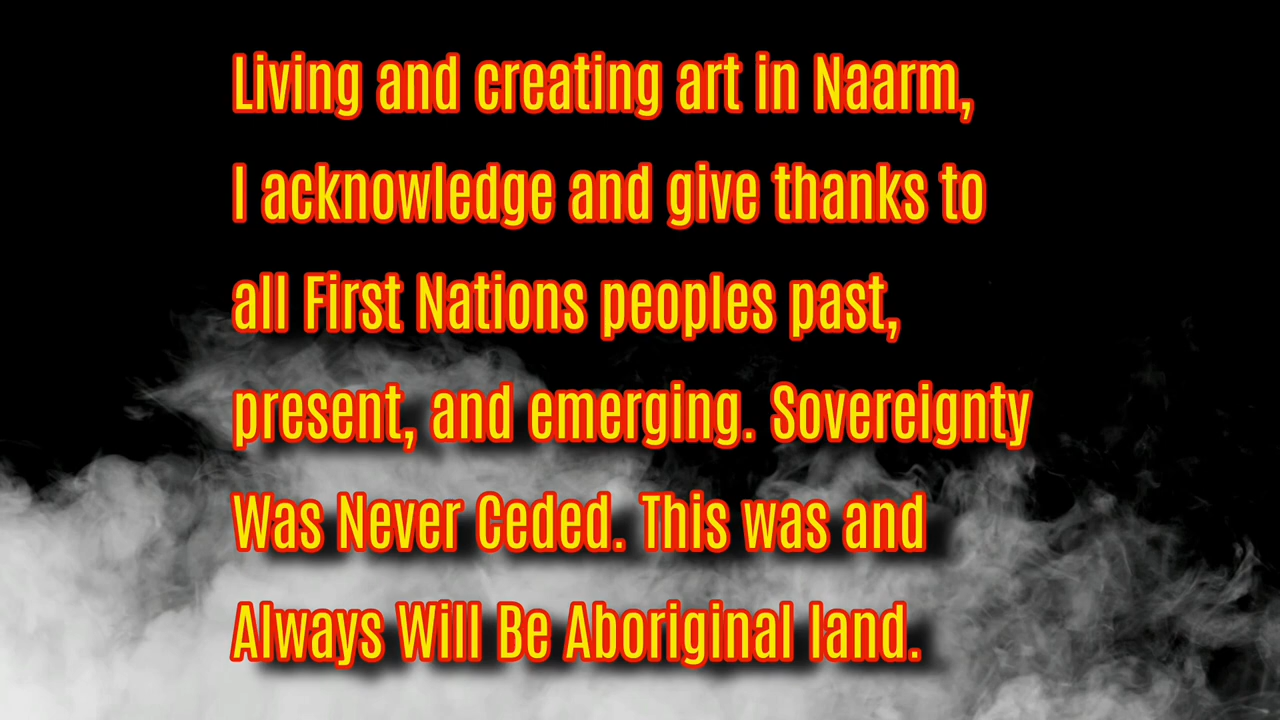 Living and creating art in Naarm,
I acknowledge and give thanks to
all First Nations peoples past,
present, and emerging. Sovereignty
Was Never Ceded. This was and
Always Will Be Aboriginal land.